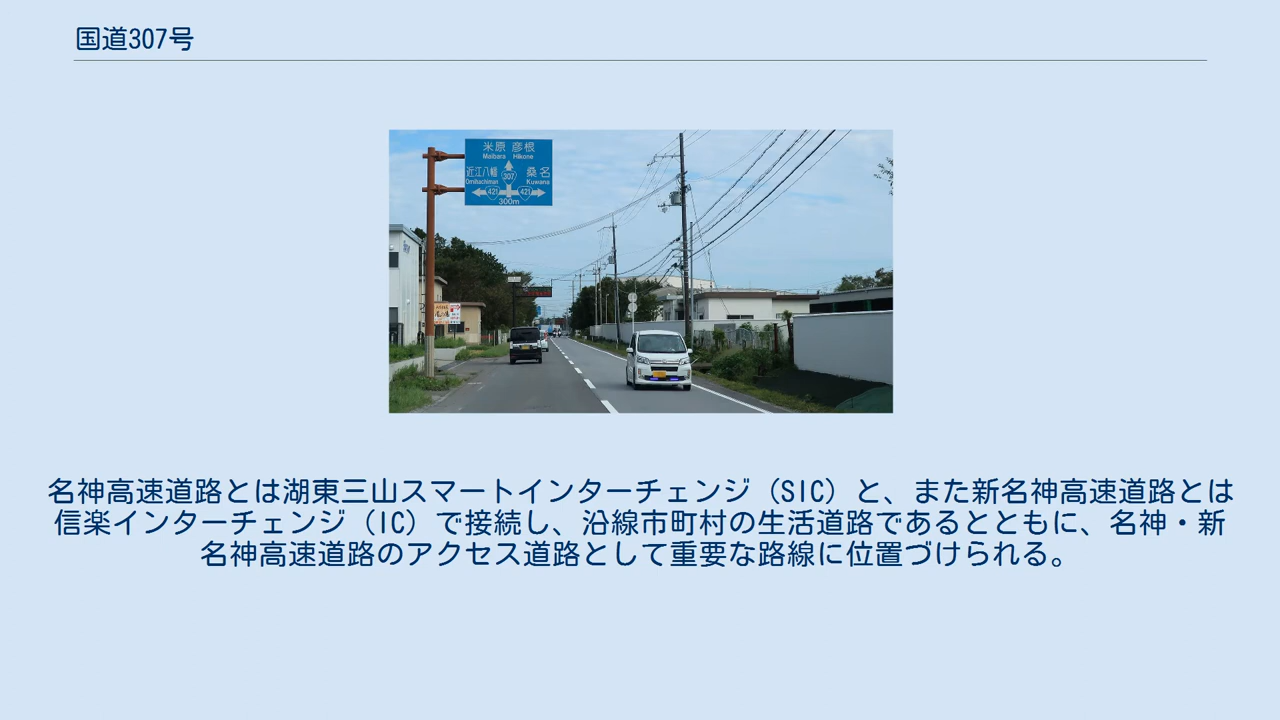 国道307号
米原 彦根
Maibara Hikone
近江八幡 307 桑名
Omihachiman Kuwana
421 421
300m
名神高速道路とは湖東三山スマートインターチェンジ（SIC）と、また新名神高速道路とは
信楽インターチェンジ（IC）で接続し、沿線市町村の生活道路であるとともに、名神・新
名神高速道路のアクセス道路として重要な路線に位置づけられる。